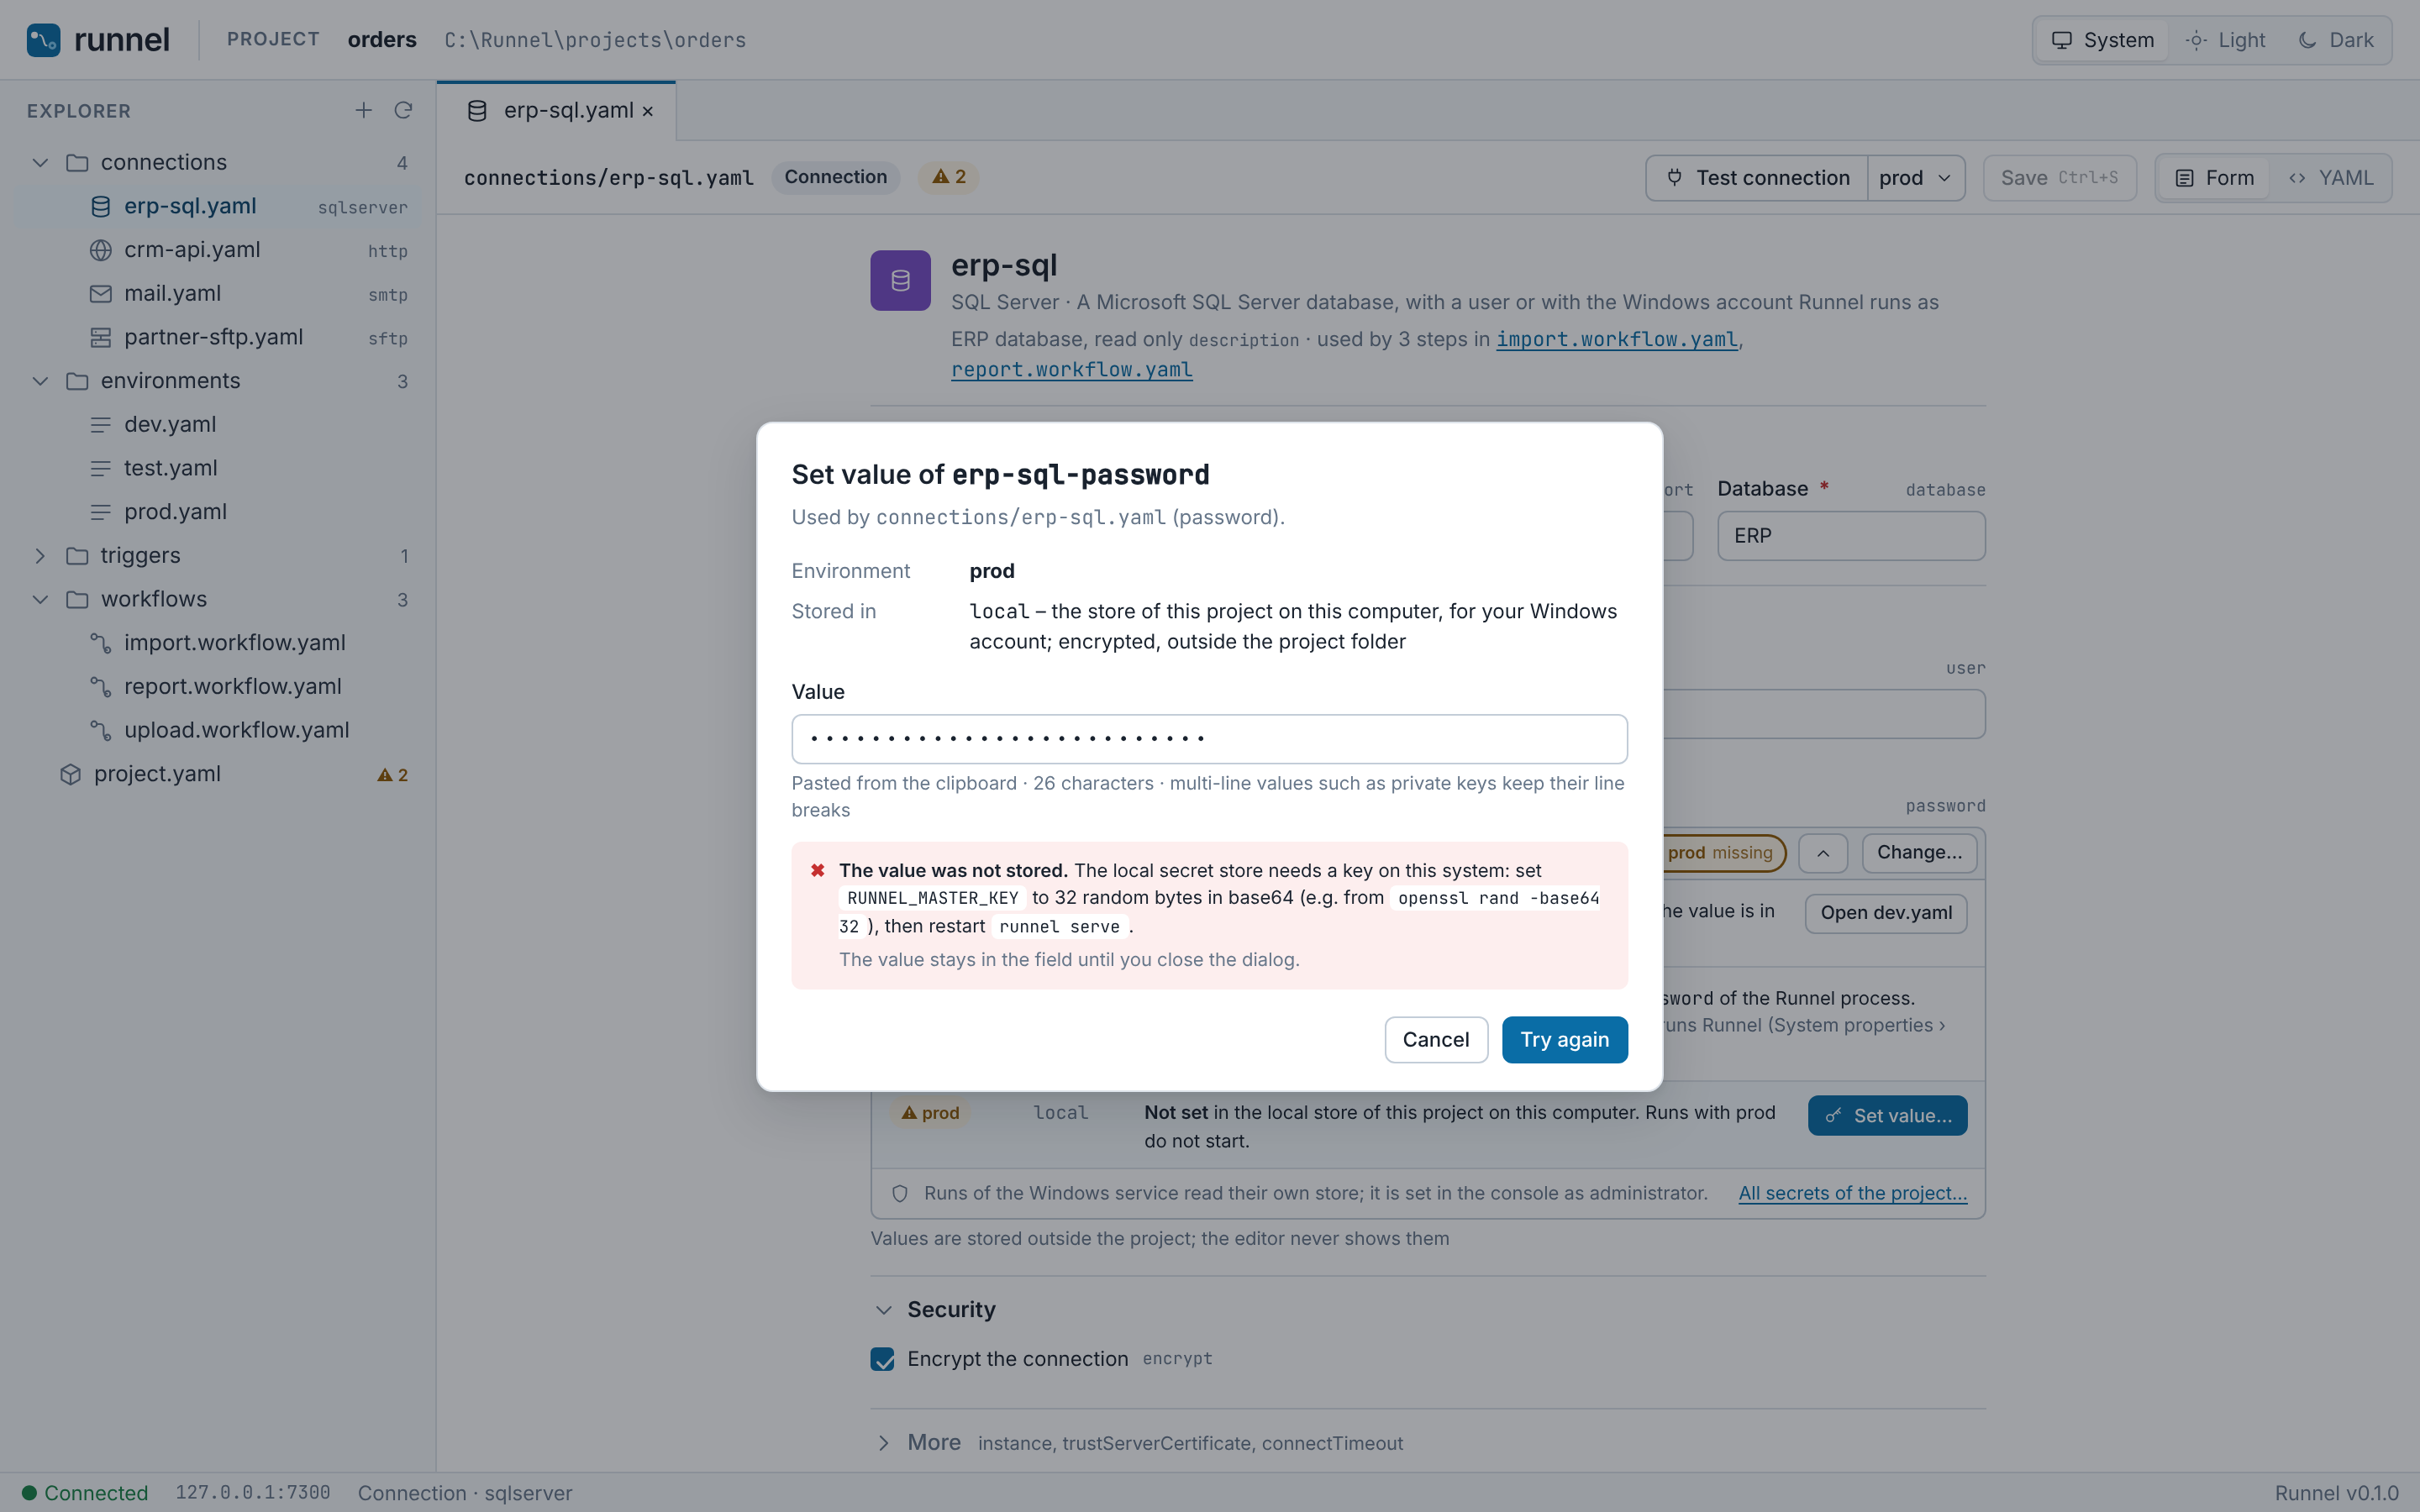 runnel PROJECT orders C:\Runnel\projects\orders System Light Dark
EXPLORER
connections 4
erp-sql.yaml sqlserver
crm-api.yaml http
mail.yaml smtp
partner-sftp.yaml sftp
environments 3
dev.yaml
test.yaml
prod.yaml
triggers 1
workflows 3
import.workflow.yaml
report.workflow.yaml
upload.workflow.yaml
project.yaml 2
erp-sql.yaml ×
connections/erp-sql.yaml Connection 2 Test connection prod Save Ctrl+S Form YAML
erp-sql
SQL Server · A Microsoft SQL Server database, with a user or with the Windows account Runnel runs as
ERP database, read only description · used by 3 steps in import.workflow.yaml,
report.workflow.yaml
ort Database * database
ERP
user
password
prod missing Change...
he value is in Open dev.yaml
sword of the Runnel process.
runs Runnel (System properties ›
Set value of erp-sql-password
Used by connections/erp-sql.yaml (password).
Environment prod
Stored in local – the store of this project on this computer, for your Windows
account; encrypted, outside the project folder
Value
••••••••••••••••••••••••••
Pasted from the clipboard · 26 characters · multi-line values such as private keys keep their line
breaks
✖ The value was not stored. The local secret store needs a key on this system: set
RUNNEL_MASTER_KEY to 32 random bytes in base64 (e.g. from openssl rand -base64
32 ), then restart runnel serve .
The value stays in the field until you close the dialog.
Cancel Try again
prod local Not set in the local store of this project on this computer. Runs with prod
do not start. Set value...
Runs of the Windows service read their own store; it is set in the console as administrator. All secrets of the project...
Values are stored outside the project; the editor never shows them
Security
Encrypt the connection encrypt
More instance, trustServerCertificate, connectTimeout
Connected 127.0.0.1:7300 Connection · sqlserver Runnel v0.1.0